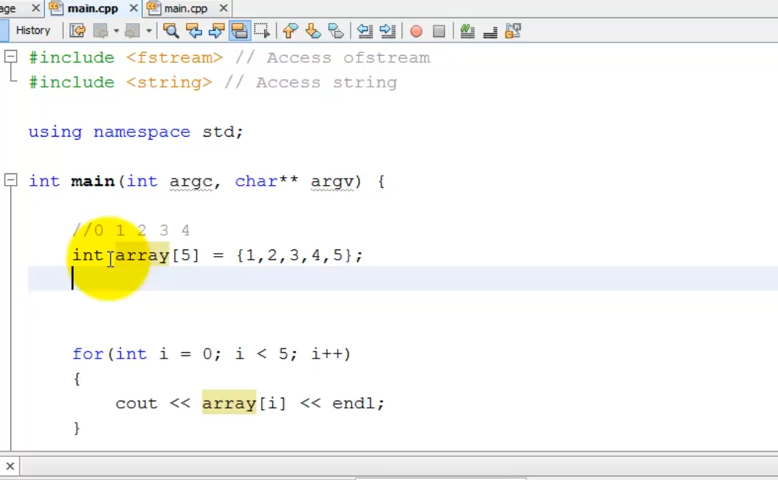 age main.cpp main.cpp
History
#include <fstream> // Access ofstream
#include <string> // Access string
using namespace std;
int main(int argc, char** argv) {
//0 1 2 3 4
int array[5] = {1,2,3,4,5};
for(int i = 0; i < 5; i++)
{
cout << array[i] << endl;
}